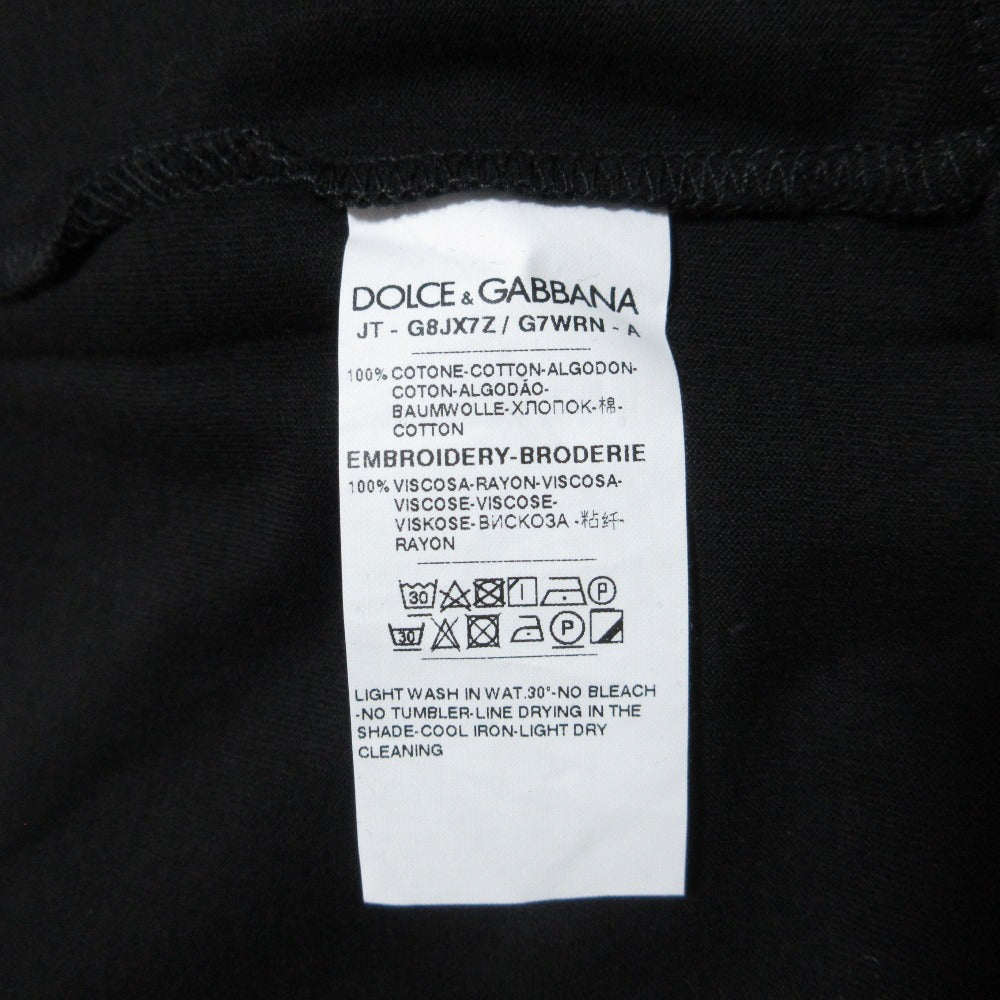 DOLCE & GABBANA
JT - G8JX7Z / G7WRN - A
100% COTONE-COTTON-ALGODON-
COTON-ALGODÃO-
BAUMWOLLE-ХЛОПОК-棉-
COTTON
EMBROIDERY-BRODERIE
100% VISCOSA-RAYON-VISCOSA-
VISCOSE-VISCOSE-
VISKOSE-ВИСКОЗА -粘纤-
RAYON
30 P
30 P
LIGHT WASH IN WAT.30°-NO BLEACH
-NO TUMBLER-LINE DRYING IN THE
SHADE-COOL IRON-LIGHT DRY
CLEANING